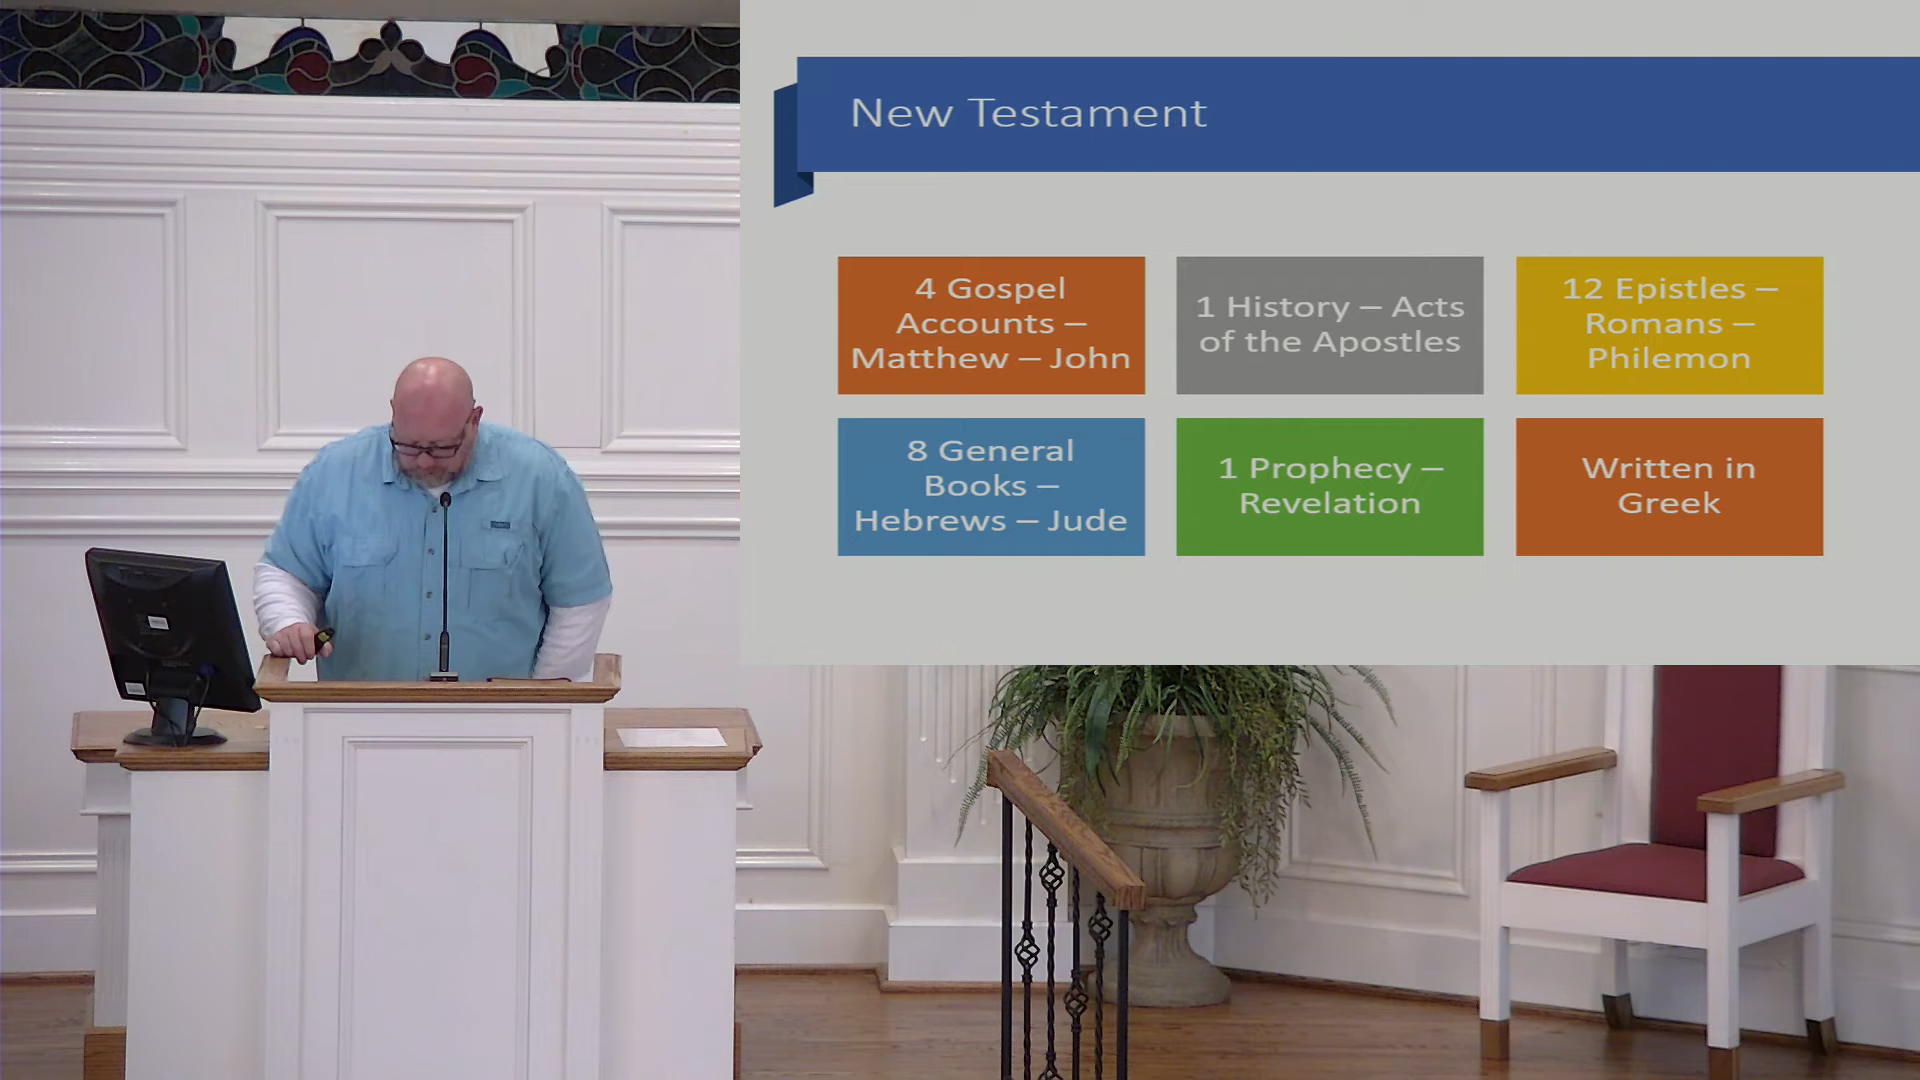 New Testament
4 Gospel
Accounts –
Matthew – John
1 History – Acts
of the Apostles
12 Epistles –
Romans –
Philemon
8 General
Books –
Hebrews – Jude
1 Prophecy –
Revelation
Written in
Greek